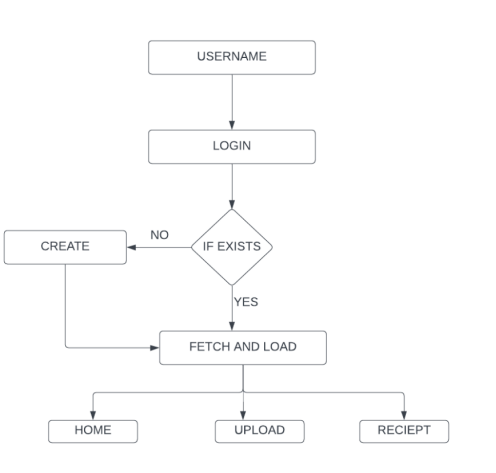 USERNAME
LOGIN
IF EXISTS
NO
CREATE
YES
FETCH AND LOAD
HOME
UPLOAD
RECIEPT